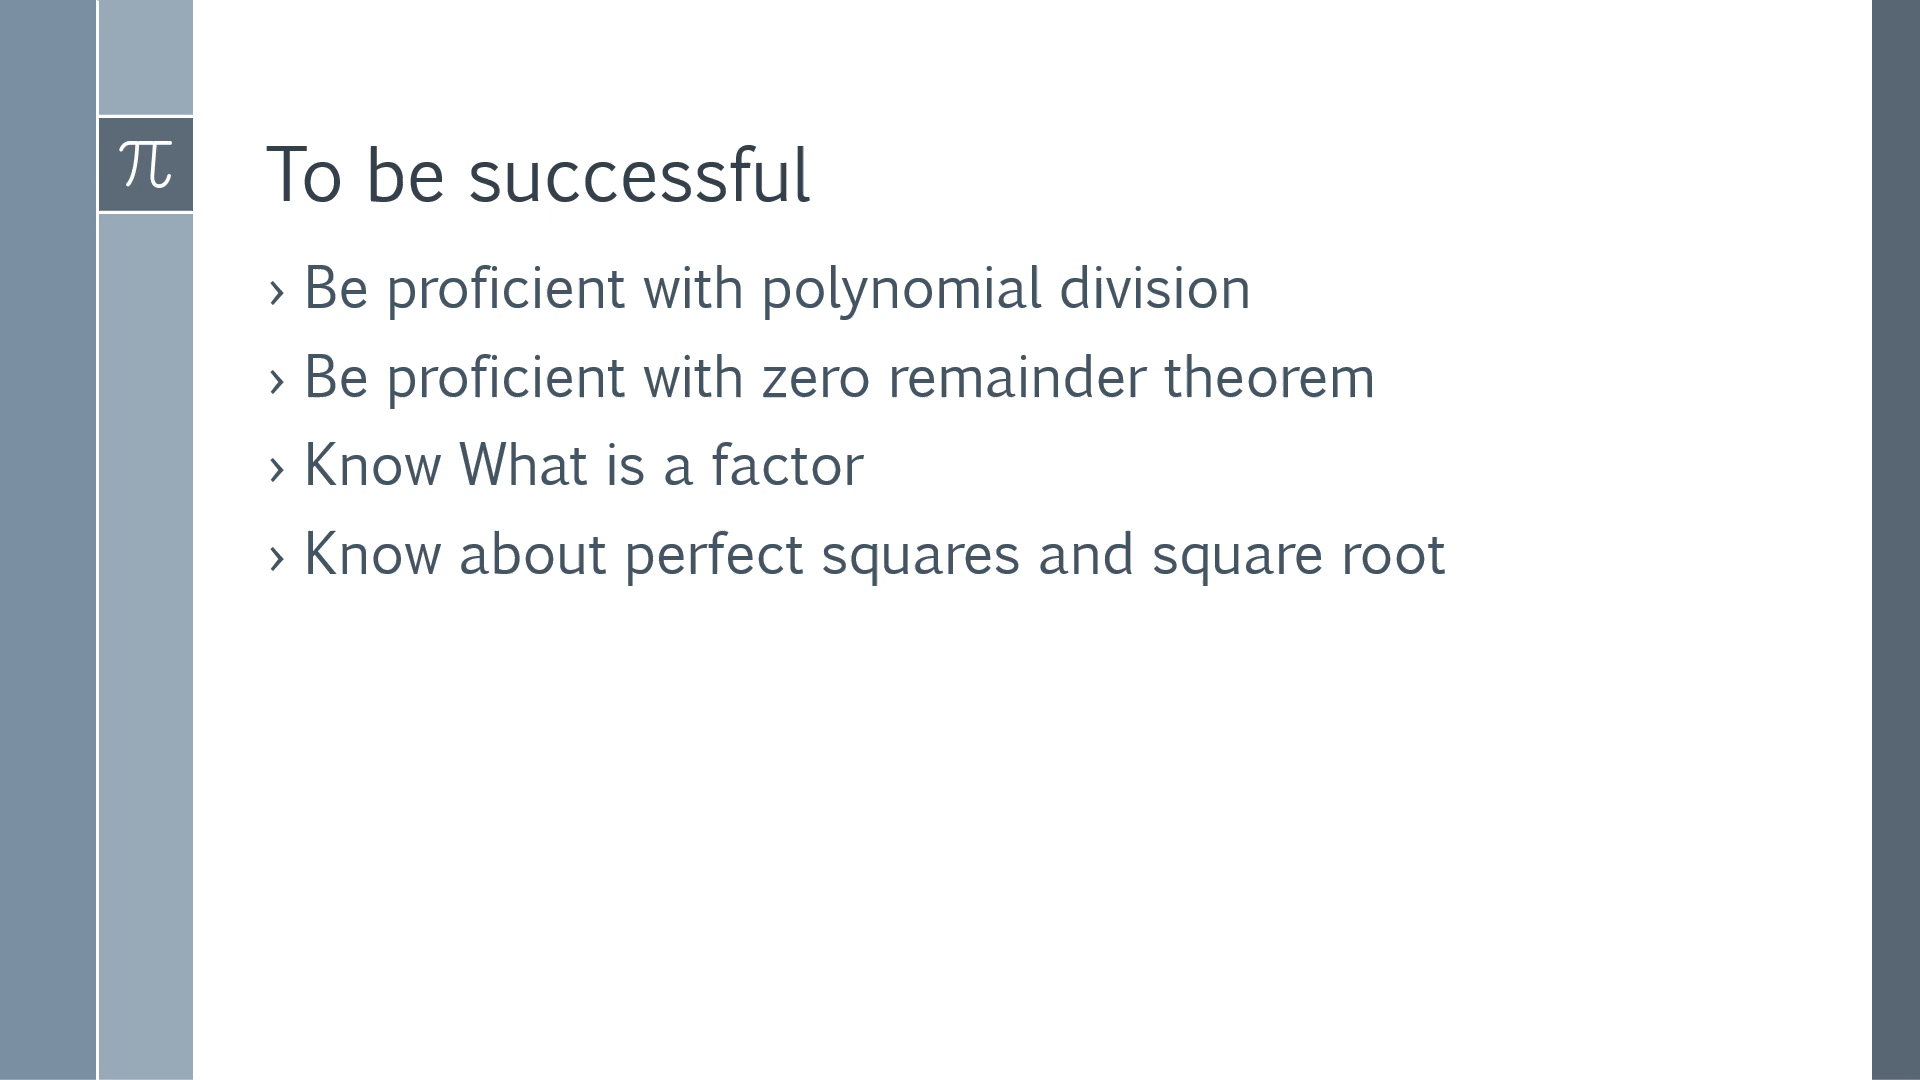 π
To be successful
› Be proficient with polynomial division
› Be proficient with zero remainder theorem
› Know What is a factor
› Know about perfect squares and square root